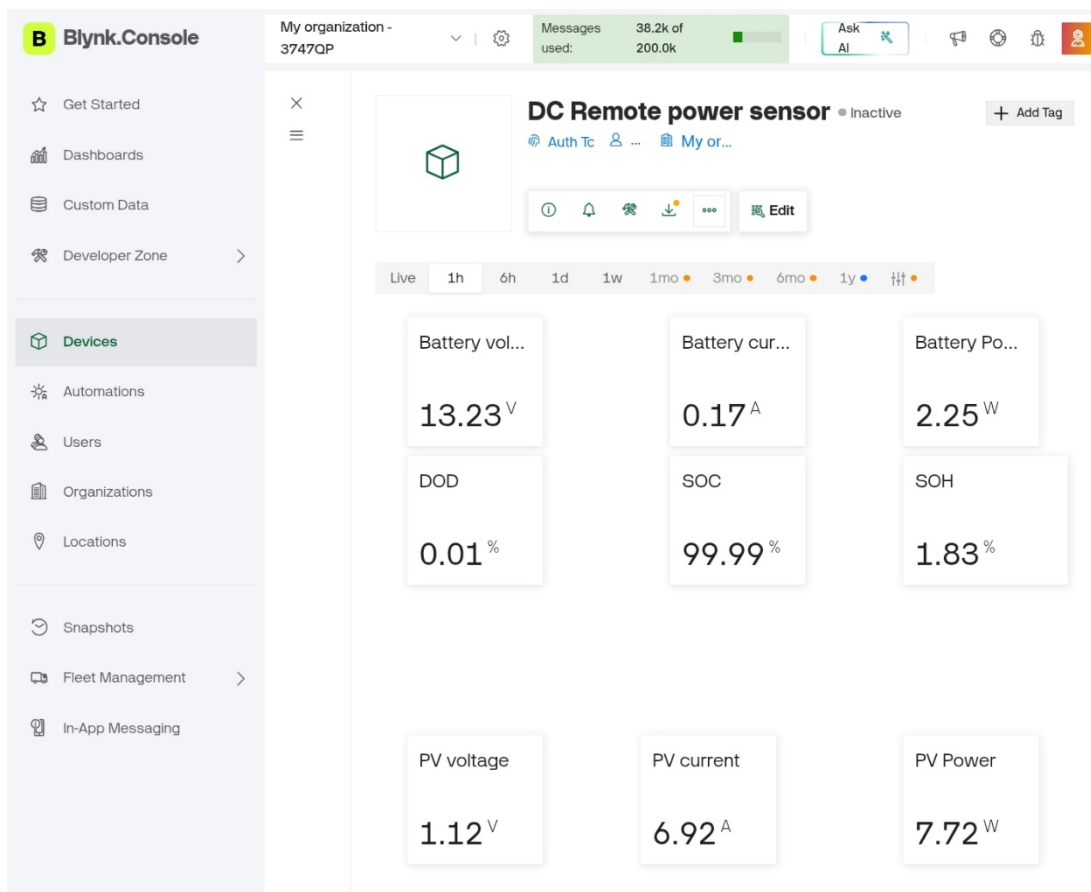 B Blynk.Console
My organization -
3747QP
Messages
used:
38.2k of
200.0k
Ask
AI
Get Started
Dashboards
Custom Data
Developer Zone
Devices
Automations
Users
Organizations
Locations
Snapshots
Fleet Management
In-App Messaging
DC Remote power sensor Inactive
Add Tag
Auth Tc ... My or...
Edit
Live 1h 6h 1d 1w 1mo 3mo 6mo 1y
Battery vol... Battery cur... Battery Po...
13.23 V 0.17 A 2.25 W
DOD SOC SOH
0.01 % 99.99 % 1.83 %
PV voltage PV current PV Power
1.12 V 6.92 A 7.72 W